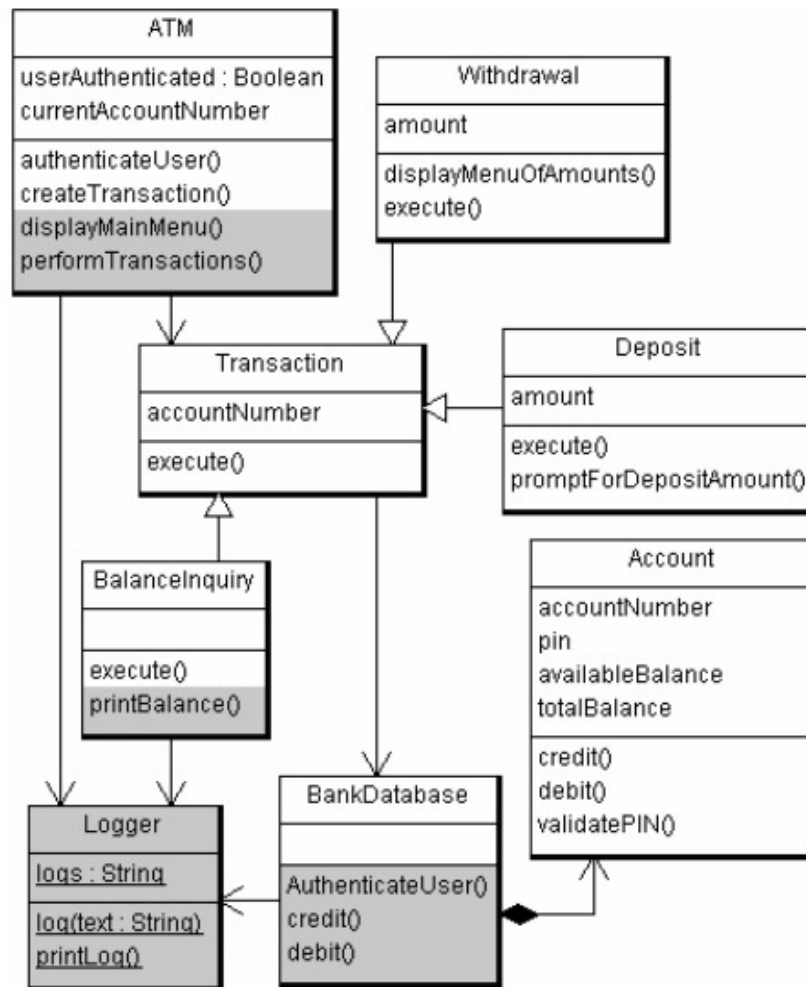 ATM
userAuthenticated : Boolean
currentAccountNumber
authenticateUser()
createTransaction()
displayMainMenu()
performTransactions()
Withdrawal
amount
displayMenuOfAmounts()
execute()
Transaction
accountNumber
execute()
Deposit
amount
execute()
promptForDepositAmount()
BalanceInquiry
execute()
printBalance()
Account
accountNumber
pin
availableBalance
totalBalance
credit()
debit()
validatePIN()
Logger
logs : String
log(text : String)
printLog()
BankDatabase
AuthenticateUser()
credit()
debit()